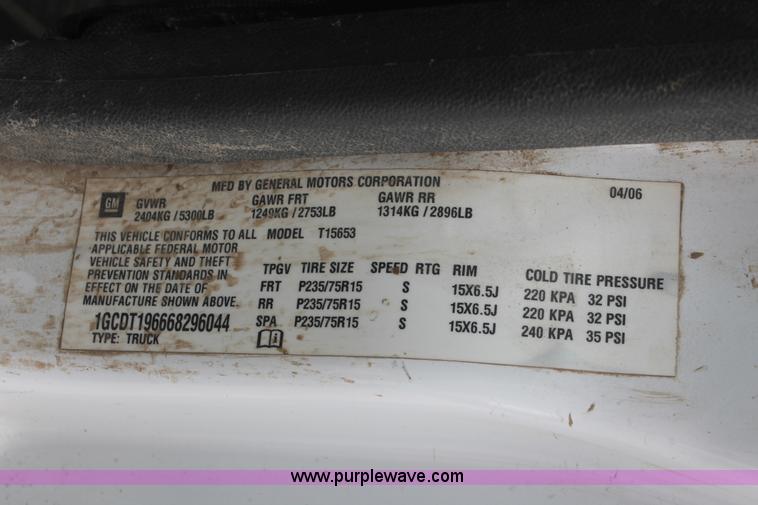 MFD BY GENERAL MOTORS CORPORATION 04/06
GM GVWR GAWR FRT GAWR RR
2404KG / 5300LB 1249KG / 2753LB 1314KG / 2896LB
THIS VEHICLE CONFORMS TO ALL MODEL T15653
APPLICABLE FEDERAL MOTOR
VEHICLE SAFETY AND THEFT
PREVENTION STANDARDS IN
EFFECT ON THE DATE OF
MANUFACTURE SHOWN ABOVE.
1GCDT196668296044
TYPE: TRUCK
TPGV TIRE SIZE SPEED RTG RIM COLD TIRE PRESSURE
FRT P235/75R15 S 15X6.5J 220 KPA 32 PSI
RR P235/75R15 S 15X6.5J 220 KPA 32 PSI
SPA P235/75R15 S 15X6.5J 240 KPA 35 PSI
www.purplewave.com